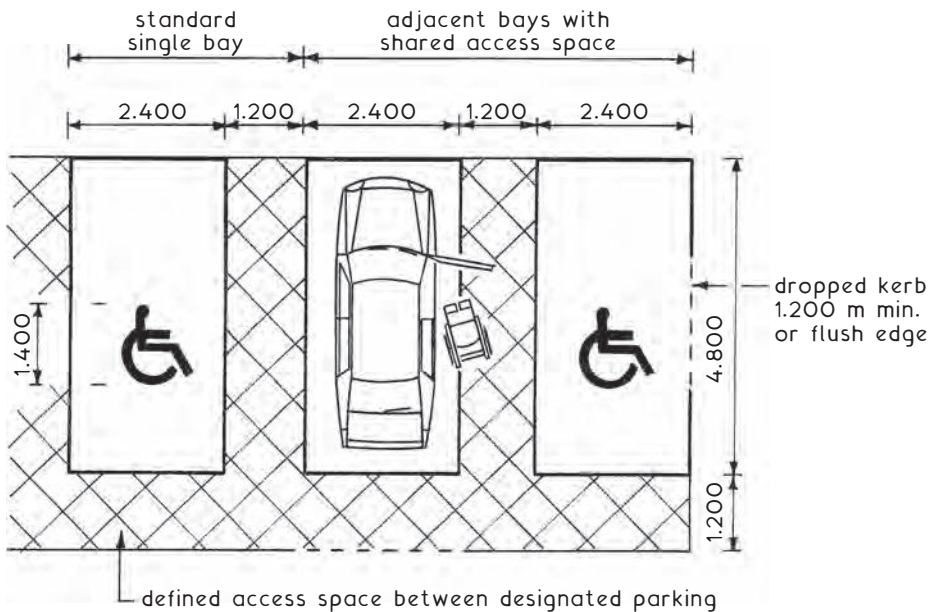 standard
single bay
adjacent bays with
shared access space
2.400
1.200
2.400
1.200
2.400
1.400
dropped kerb
1.200 m min.
or flush edge
4.800
1.200
defined access space between designated parking